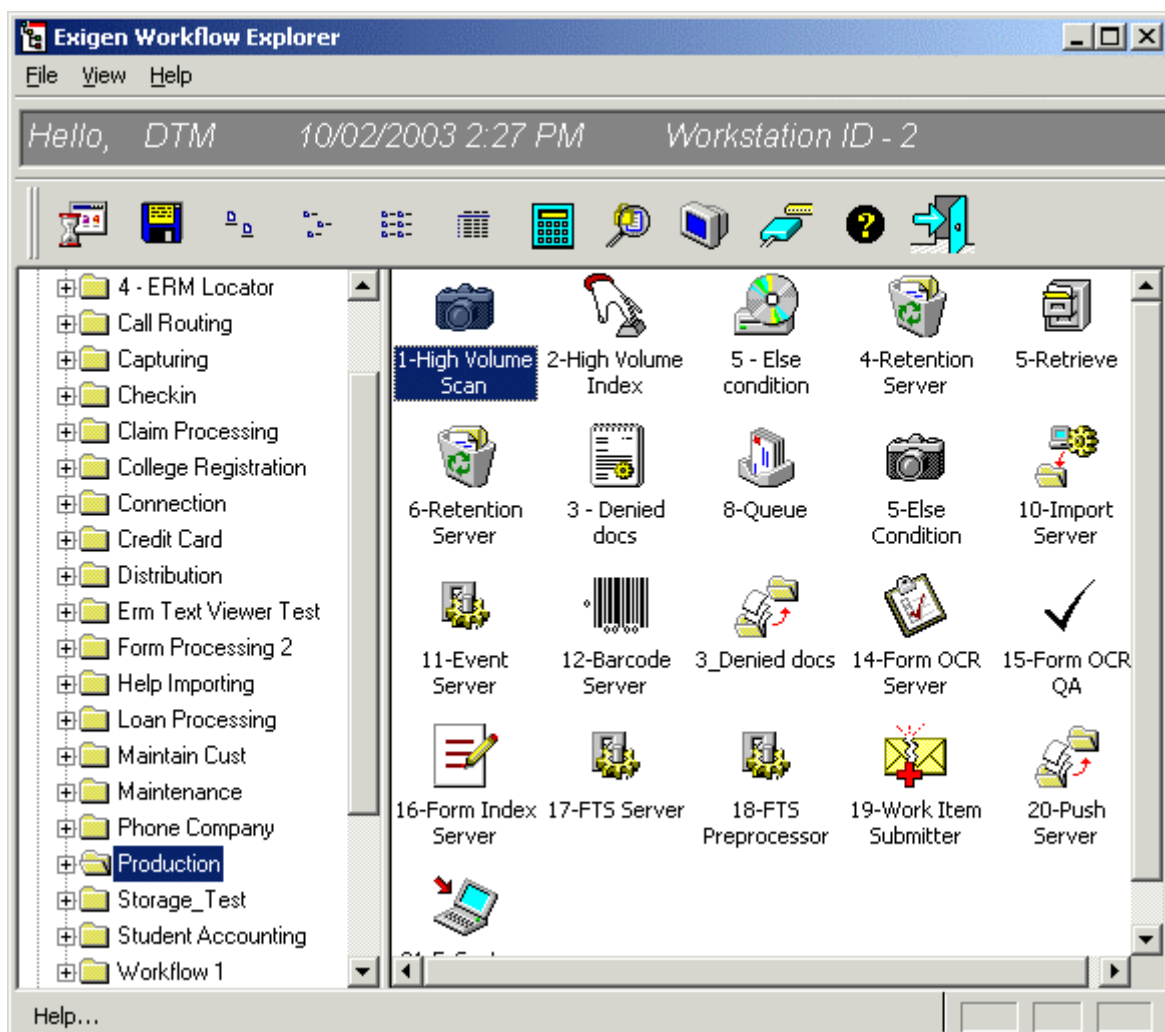 Exigen Workflow Explorer
File View Help
Hello, DTM 10/02/2003 2:27 PM Workstation ID - 2
4 - ERM Locator
Call Routing
Capturing
Checkin
Claim Processing
College Registration
Connection
Credit Card
Distribution
Erm Text Viewer Test
Form Processing 2
Help Importing
Loan Processing
Maintain Cust
Maintenance
Phone Company
Production
Storage_Test
Student Accounting
Workflow 1
1-High Volume
Scan
2-High Volume
Index
5 - Else
condition
4-Retention
Server
5-Retrieve
6-Retention
Server
3 - Denied
docs
8-Queue
5-Else
Condition
10-Import
Server
11-Event
Server
12-Barcode
Server
3_Denied docs
14-Form OCR
Server
15-Form OCR
QA
16-Form Index
Server
17-FTS Server
18-FTS
Preprocessor
19-Work Item
Submitter
20-Push
Server
Help...